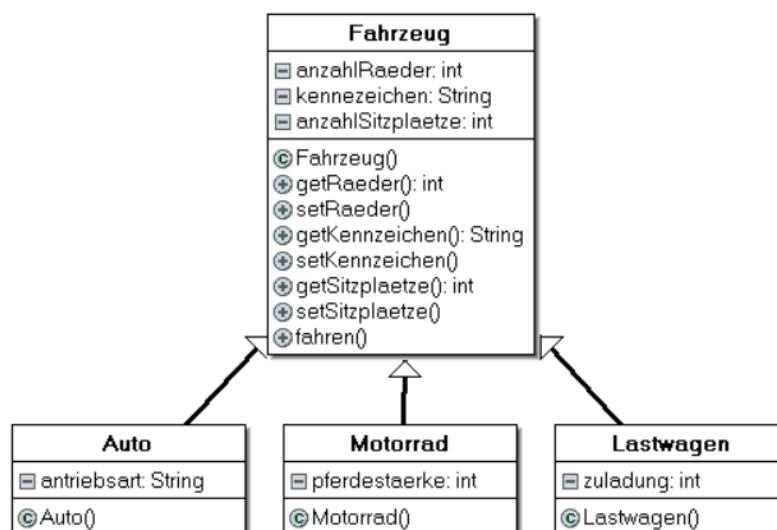 Fahrzeug
anzahlRaeder: int
kennezeichen: String
anzahlSitzplaetze: int
Fahrzeug()
getRaeder(): int
setRaeder()
getKennzeichen(): String
setKennzeichen()
getSitzplaetze(): int
setSitzplaetze()
fahren()
Auto
antriebsart: String
Auto()
Motorrad
pferdestaerke: int
Motorrad()
Lastwagen
zuladung: int
Lastwagen()